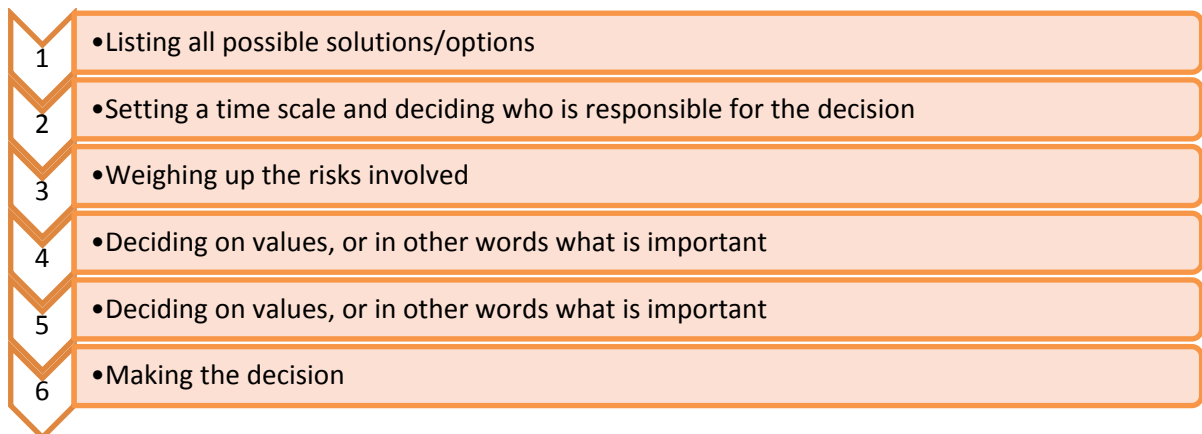 1
•Listing all possible solutions/options
2
•Setting a time scale and deciding who is responsible for the decision
3
•Weighing up the risks involved
4
•Deciding on values, or in other words what is important
5
•Deciding on values, or in other words what is important
6
•Making the decision